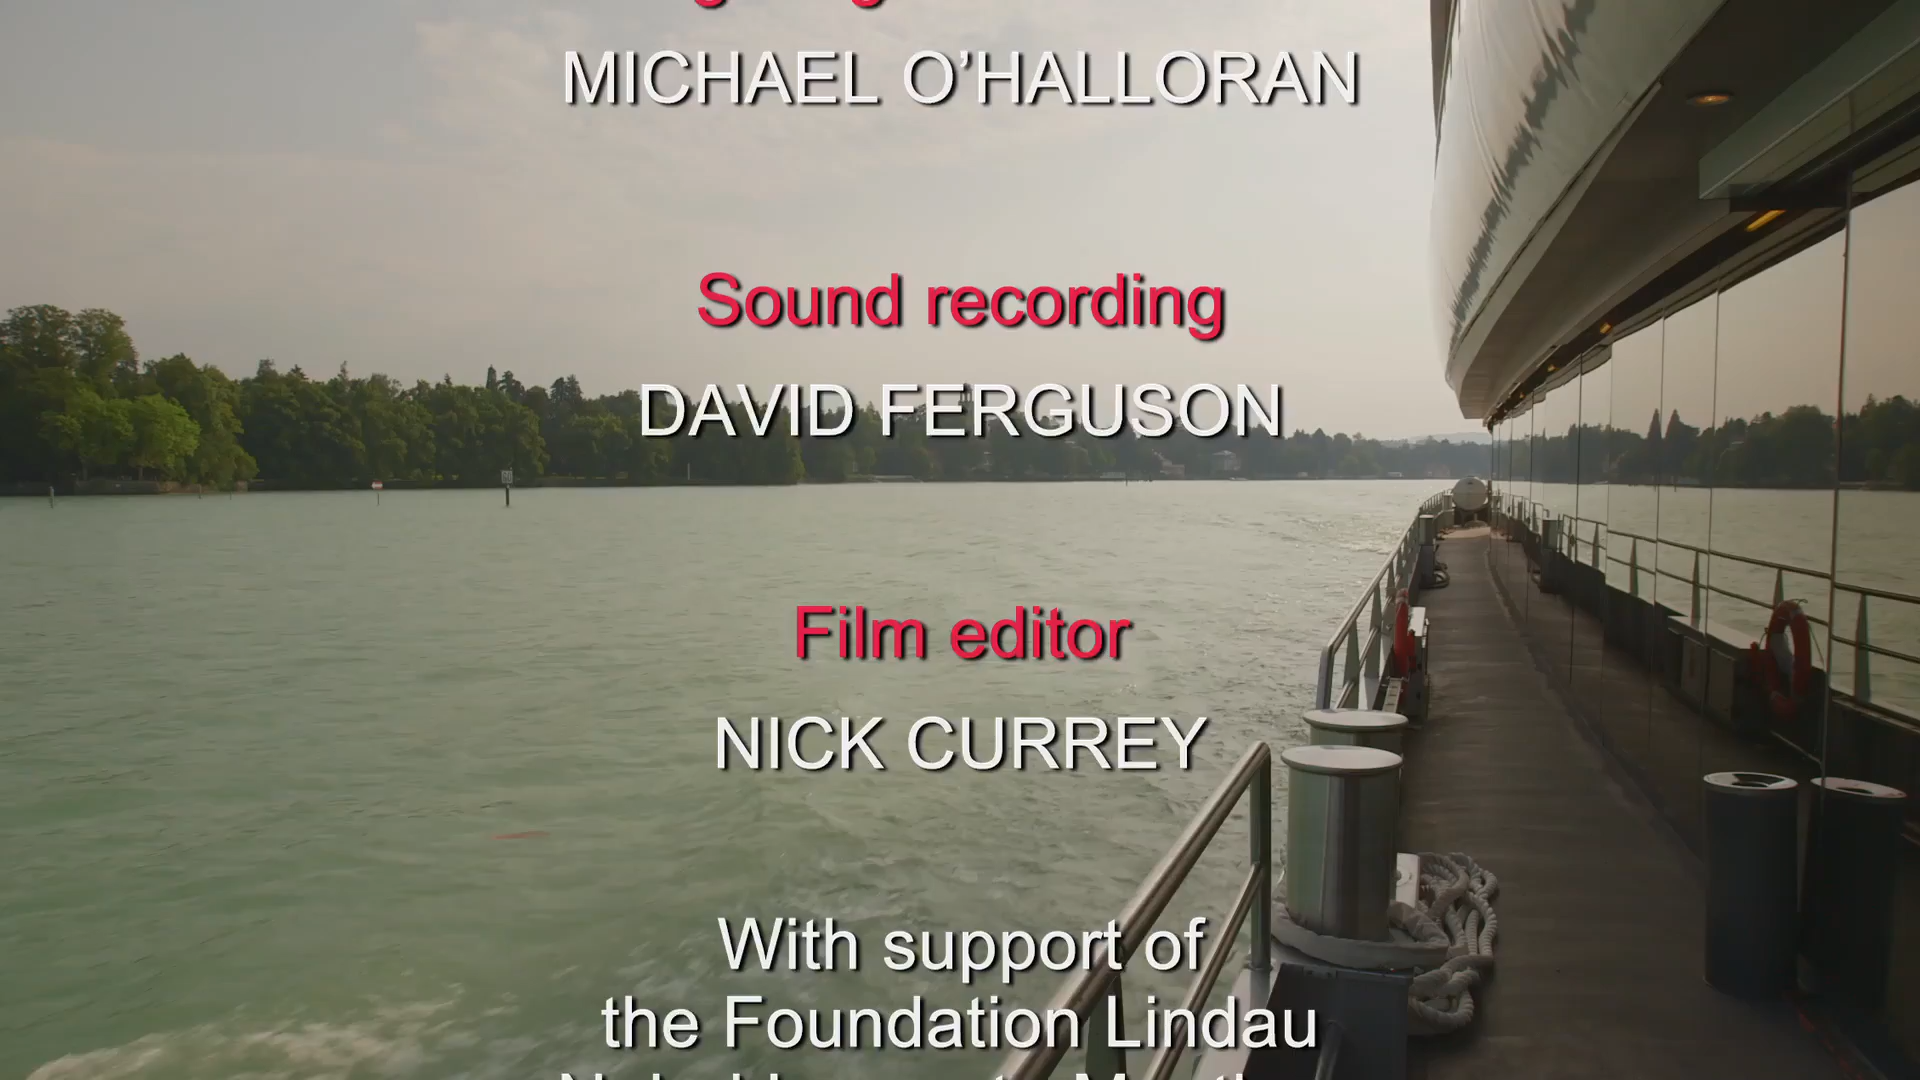 MICHAEL O’HALLORAN
Sound recording
DAVID FERGUSON
Film editor
NICK CURREY
With support of
the Foundation Lindau